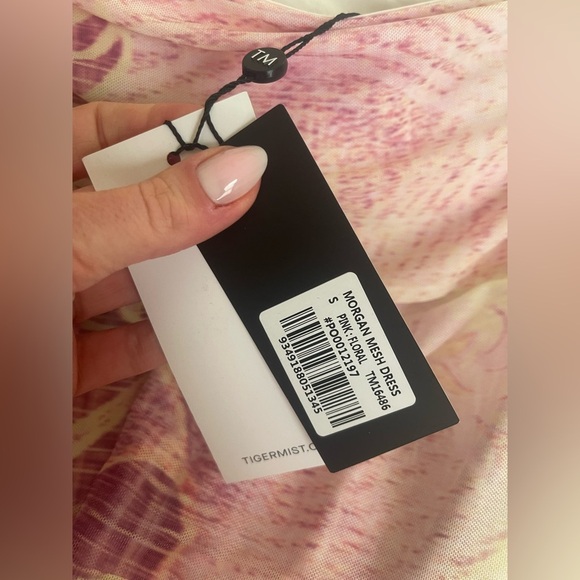 TM
MORGAN MESH DRESS
S PINK:FLORAL TM16486
#PO0012197
9349188051345
TIGERMIST.